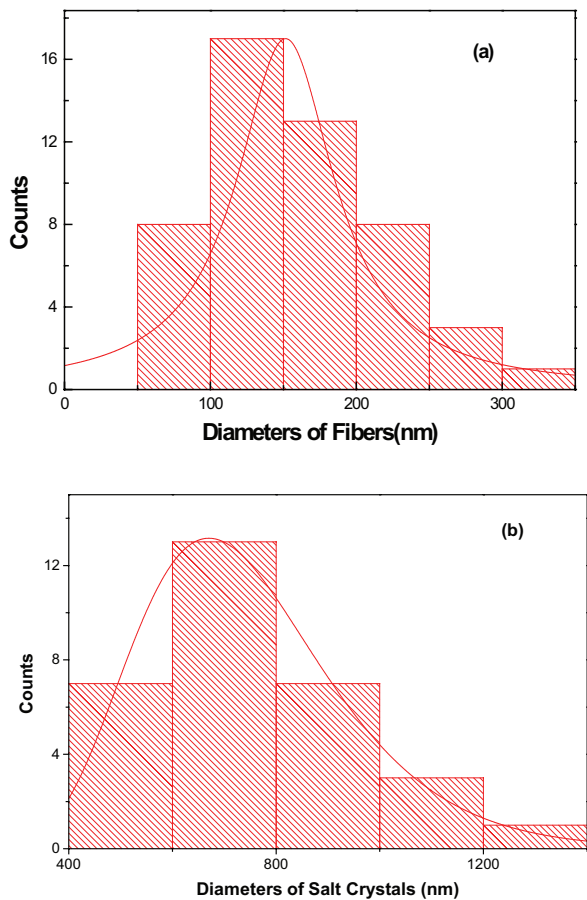 (a)
16
12
8
4
0
Counts
0 100 200 300
Diameters of Fibers(nm)
(b)
12
8
4
0
Counts
400 800 1200
Diameters of Salt Crystals (nm)